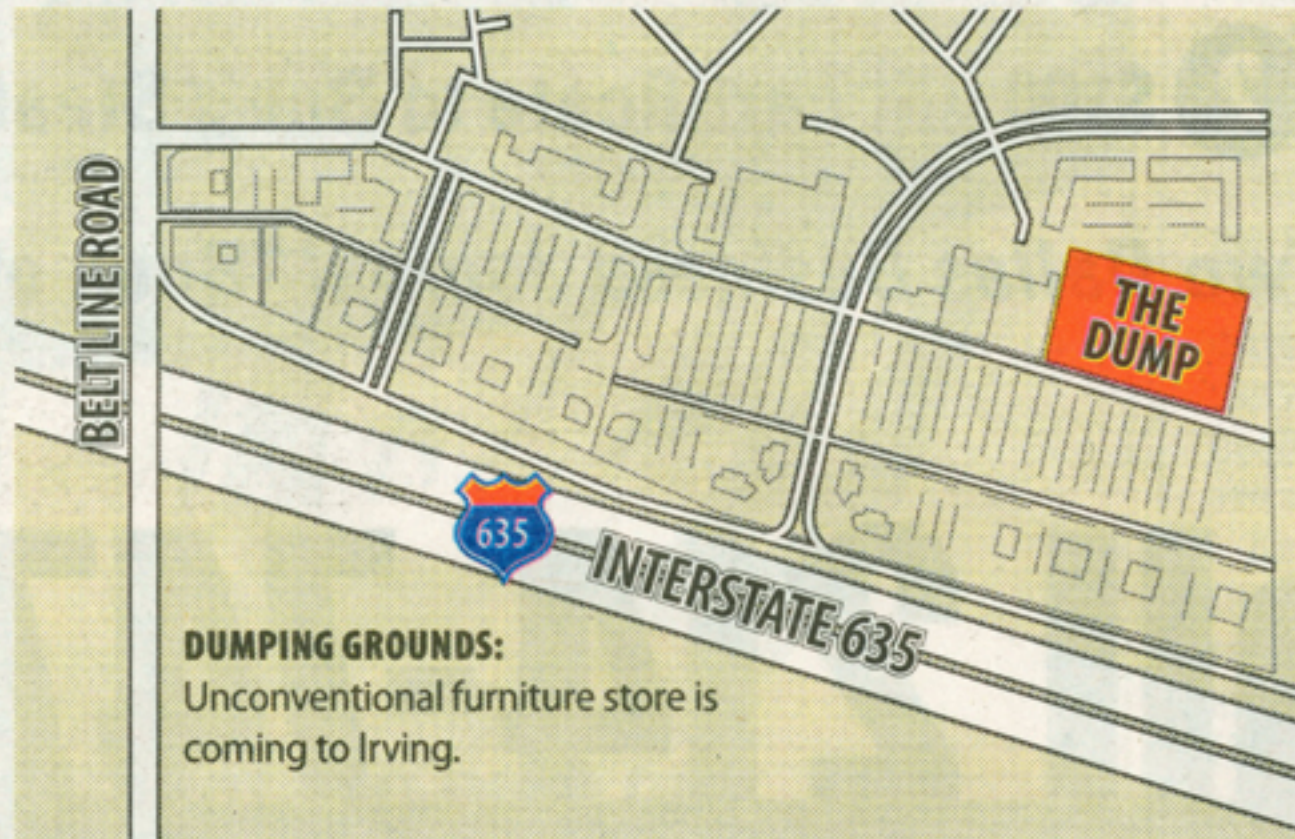 BELT LINE ROAD
THE
DUMP
635
INTERSTATE 635
DUMPING GROUNDS:
Unconventional furniture store is
coming to Irving.